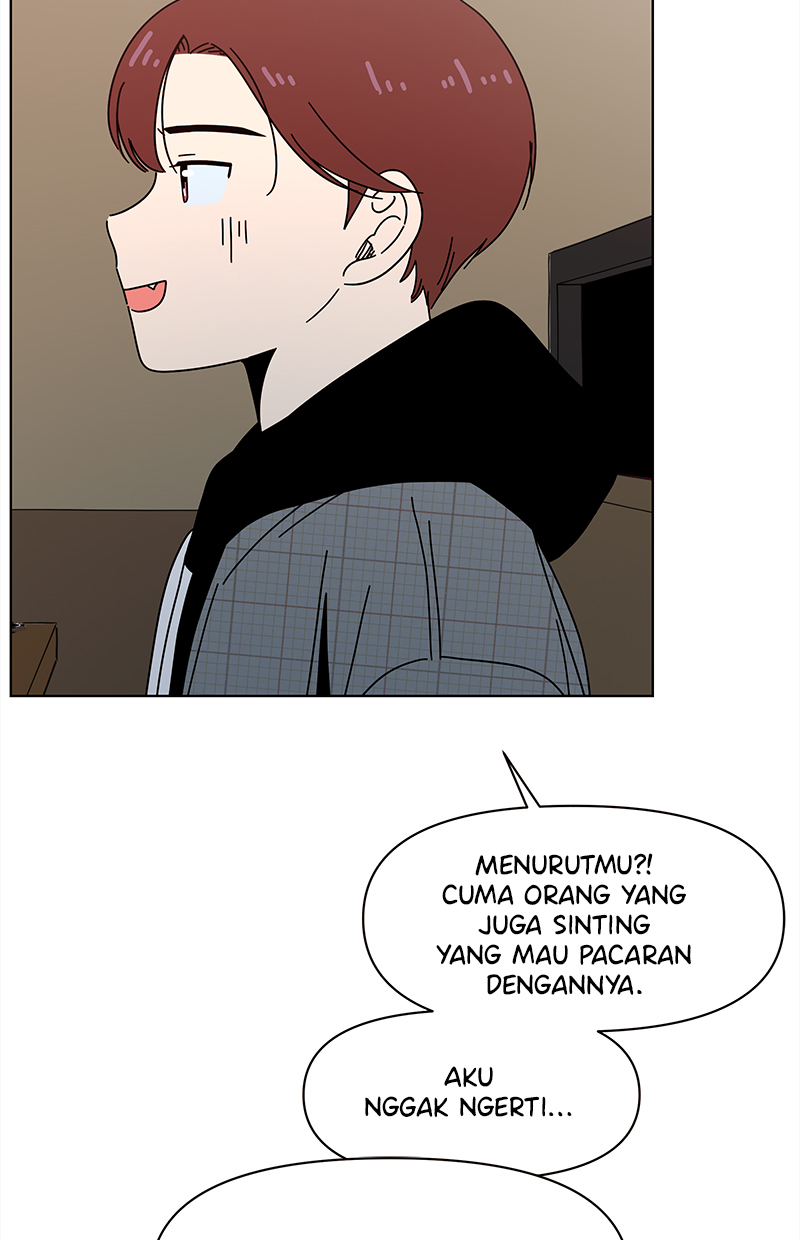 MENURUTMU?!
CUMA ORANG YANG
JUGA SINTING
YANG MAU PACARAN
DENGANNYA.
AKU
NGGAK NGERTI...